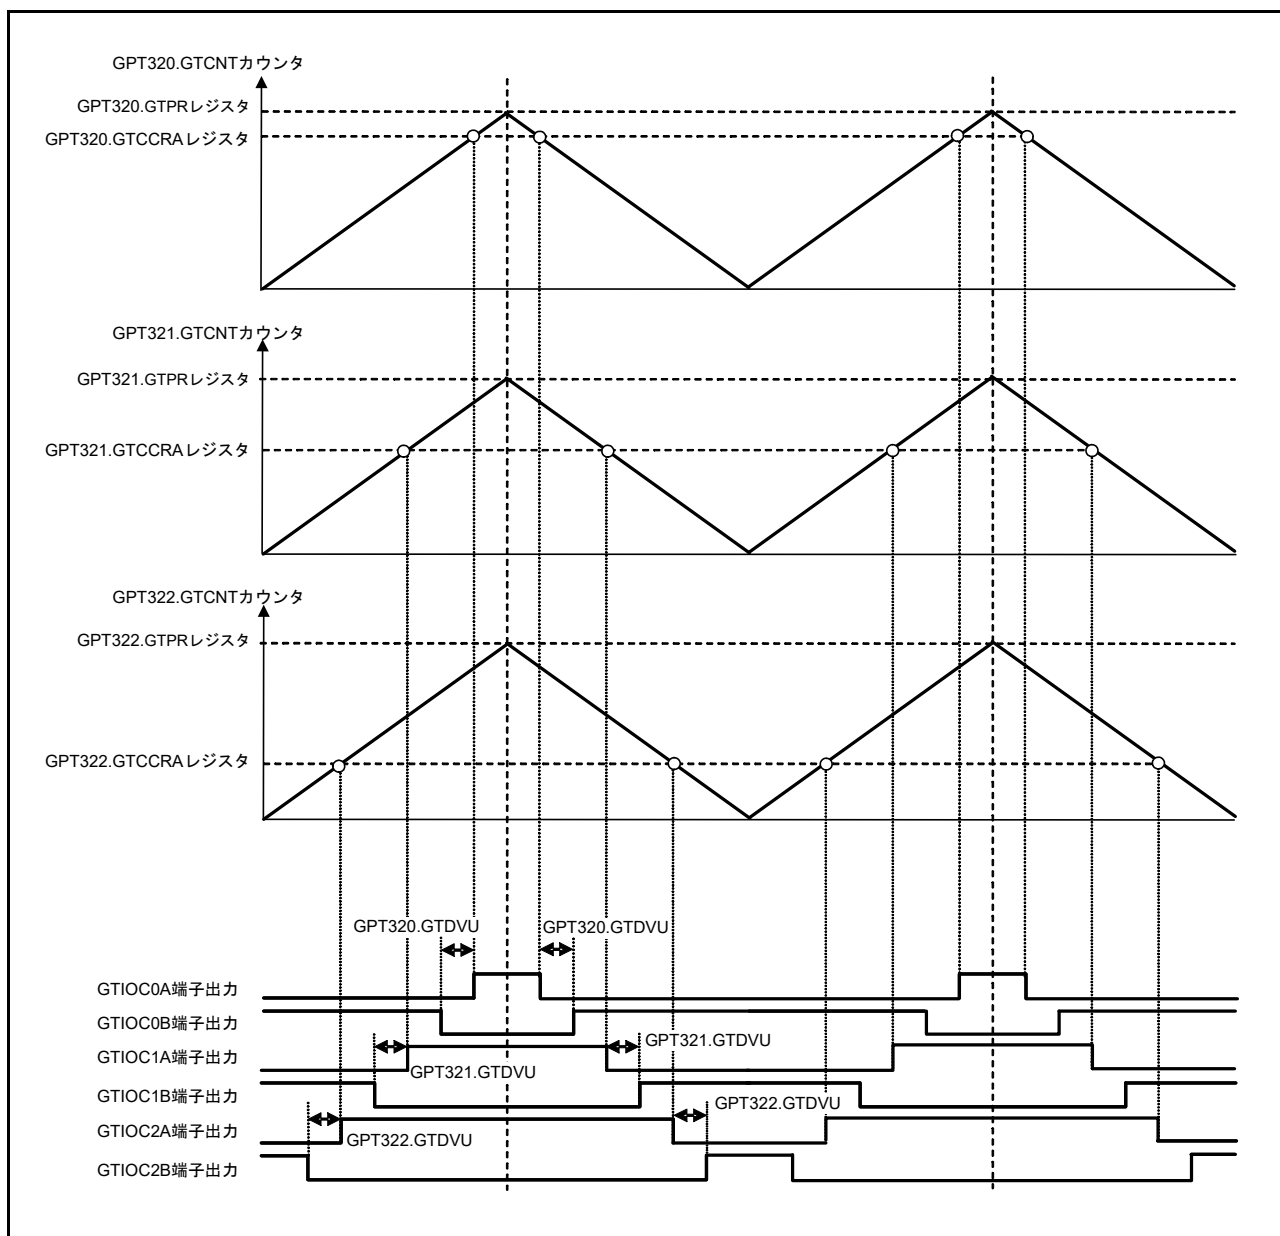 GPT320.GTCNTカウンタ
GPT320.GTPRレジスタ
GPT320.GTCCRAレジスタ
GPT321.GTCNTカウンタ
GPT321.GTPRレジスタ
GPT321.GTCCRAレジスタ
GPT322.GTCNTカウンタ
GPT322.GTPRレジスタ
GPT322.GTCCRAレジスタ
GPT320.GTDVU
GPT320.GTDVU
GTIOC0A端子出力
GTIOC0B端子出力
GPT321.GTDVU
GTIOC1A端子出力
GPT321.GTDVU
GTIOC1B端子出力
GPT322.GTDVU
GTIOC2A端子出力
GPT322.GTDVU
GTIOC2B端子出力